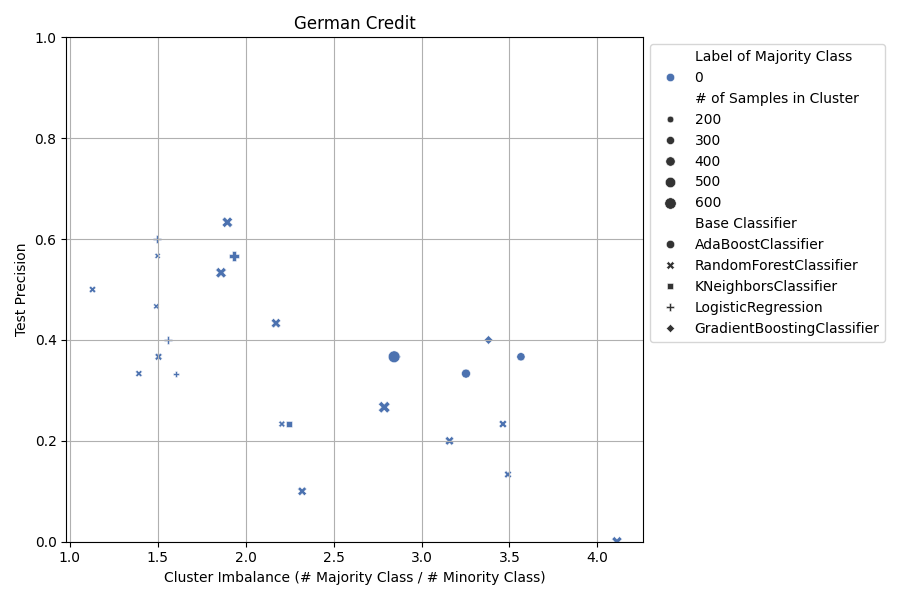 German Credit
1.0
0.8
0.6
0.4
0.2
0.0
Test Precision
1.0 1.5 2.0 2.5 3.0 3.5 4.0
Cluster Imbalance (# Majority Class / # Minority Class)
Label of Majority Class
0
# of Samples in Cluster
200
300
400
500
600
Base Classifier
AdaBoostClassifier
RandomForestClassifier
KNeighborsClassifier
LogisticRegression
GradientBoostingClassifier